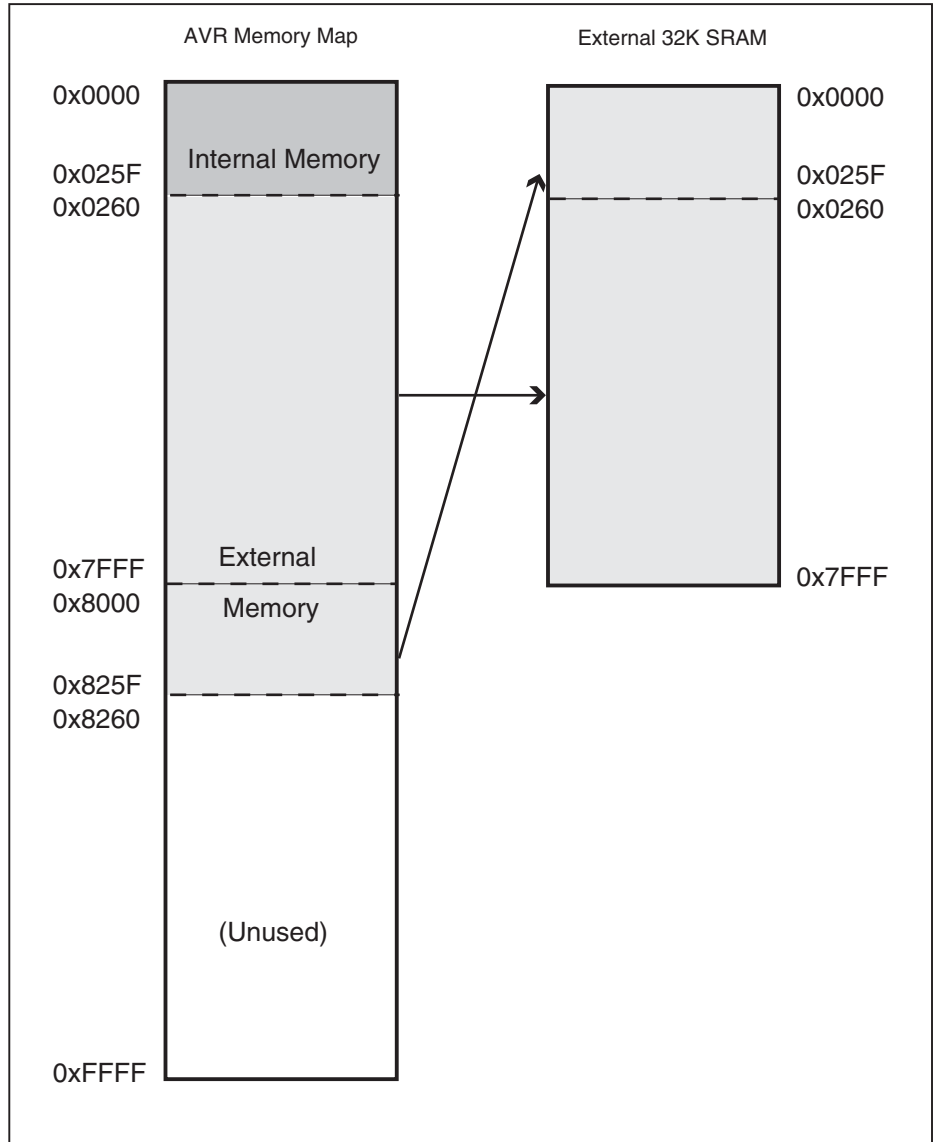 AVR Memory Map
External 32K SRAM
0x0000
Internal Memory
0x025F
0x0260
External
0x7FFF
0x8000
Memory
0x825F
0x8260
(Unused)
0xFFFF
0x0000
0x025F
0x0260
0x7FFF